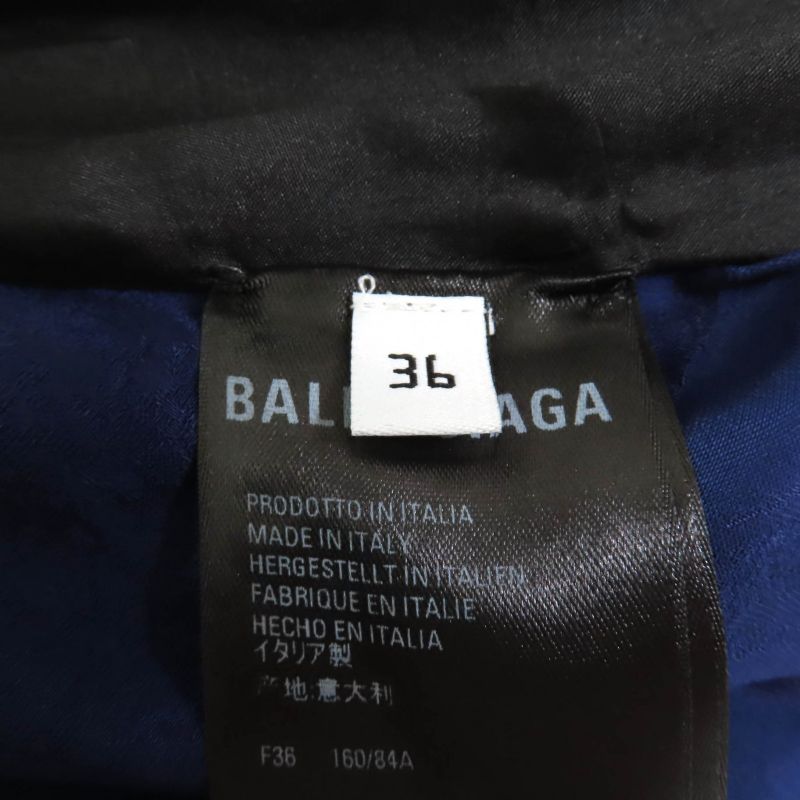 36
BAL AGA
PRODOTTO IN ITALIA
MADE IN ITALY
HERGESTELLT IN ITALIEN
FABRIQUE EN ITALIE
HECHO EN ITALIA
イタリア製
产地:意大利
F36 160/84A